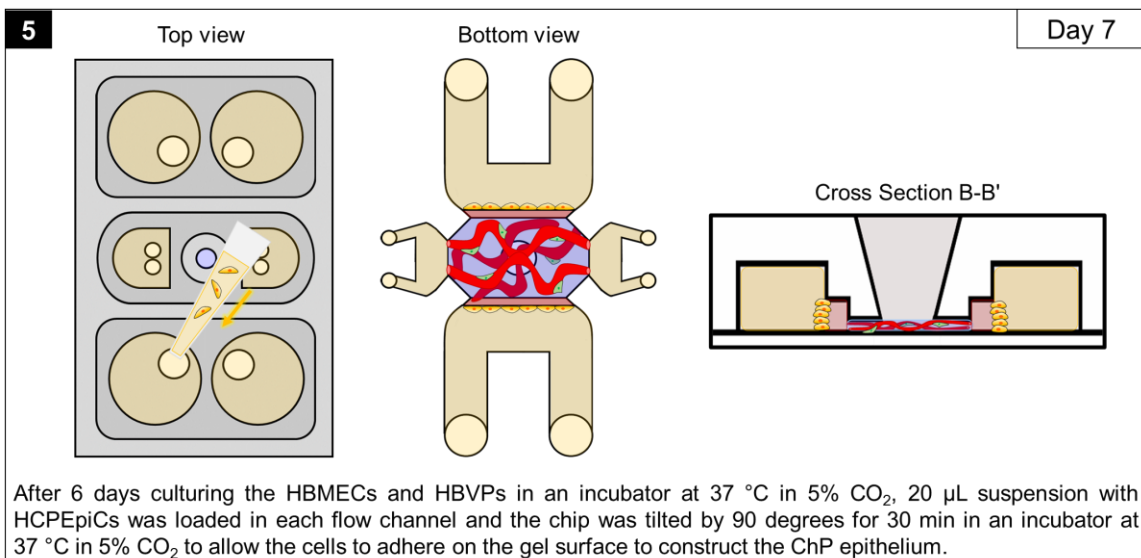 5
Day 7
Top view
Bottom view
Cross Section B-B'
After 6 days culturing the HBMECs and HBVPs in an incubator at 37 °C in 5% CO₂, 20 µL suspension with
HCPEpiCs was loaded in each flow channel and the chip was tilted by 90 degrees for 30 min in an incubator at
37 °C in 5% CO₂ to allow the cells to adhere on the gel surface to construct the ChP epithelium.